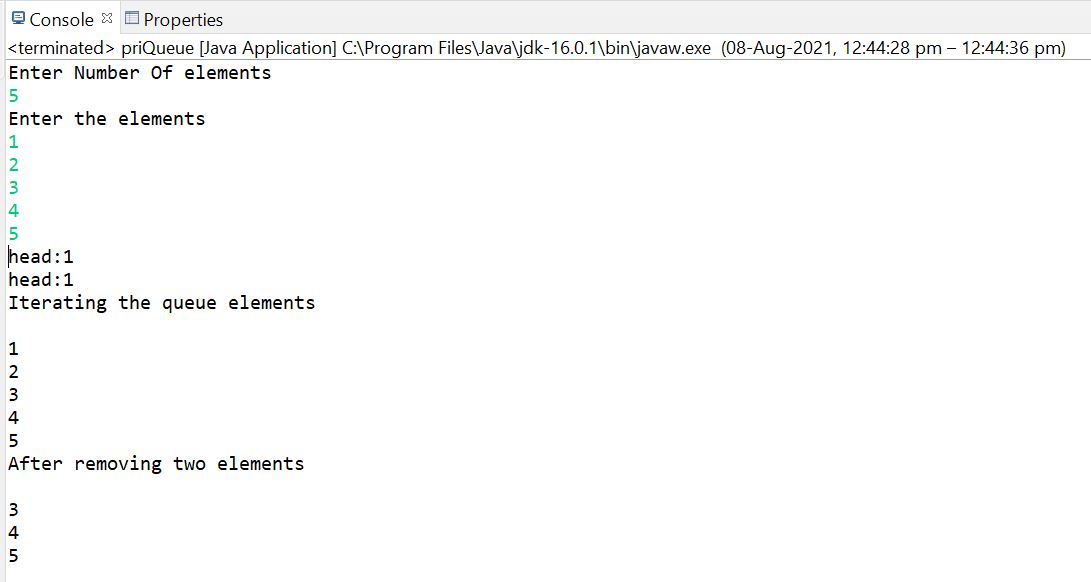 Console Properties
<terminated> priQueue [Java Application] C:\Program Files\Java\jdk-16.0.1\bin\javaw.exe (08-Aug-2021, 12:44:28 pm – 12:44:36 pm)
Enter Number Of elements
5
Enter the elements
1
2
3
4
5
head:1
head:1
Iterating the queue elements
1
2
3
4
5
After removing two elements
3
4
5